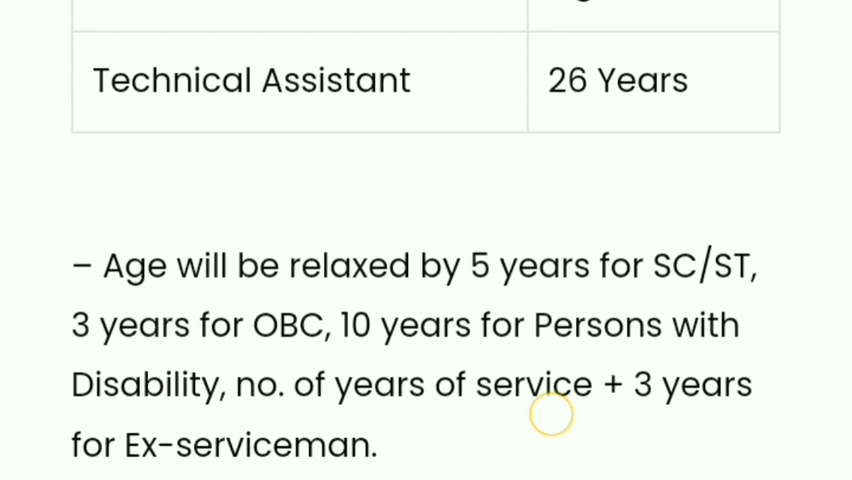 Technical Assistant 26 Years
– Age will be relaxed by 5 years for SC/ST,
3 years for OBC, 10 years for Persons with
Disability, no. of years of service + 3 years
for Ex-serviceman.